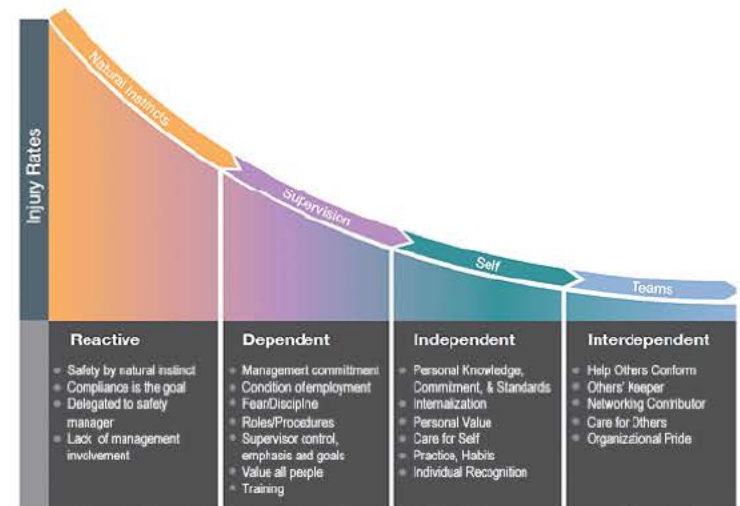 Injury Rates
Natural Instincts
Supervision
Self
Teams
Reactive
Safety by natural instinct
Compliance is the goal
Delegated to safety
manager
Lack of management
involvement
Dependent
Management committment
Condition of employment
Fear/Discipline
Roles/Procedures
Supervisor control,
emphasis and goals
Value all people
Training
Independent
Personal Knowledge,
Commitment, & Standards
Internalization
Personal Value
Care for Self
Practice, Habits
Individual Recognition
Interdependent
Help Others Conform
Others' Keeper
Networking Contributor
Care for Others
Organizational Pride